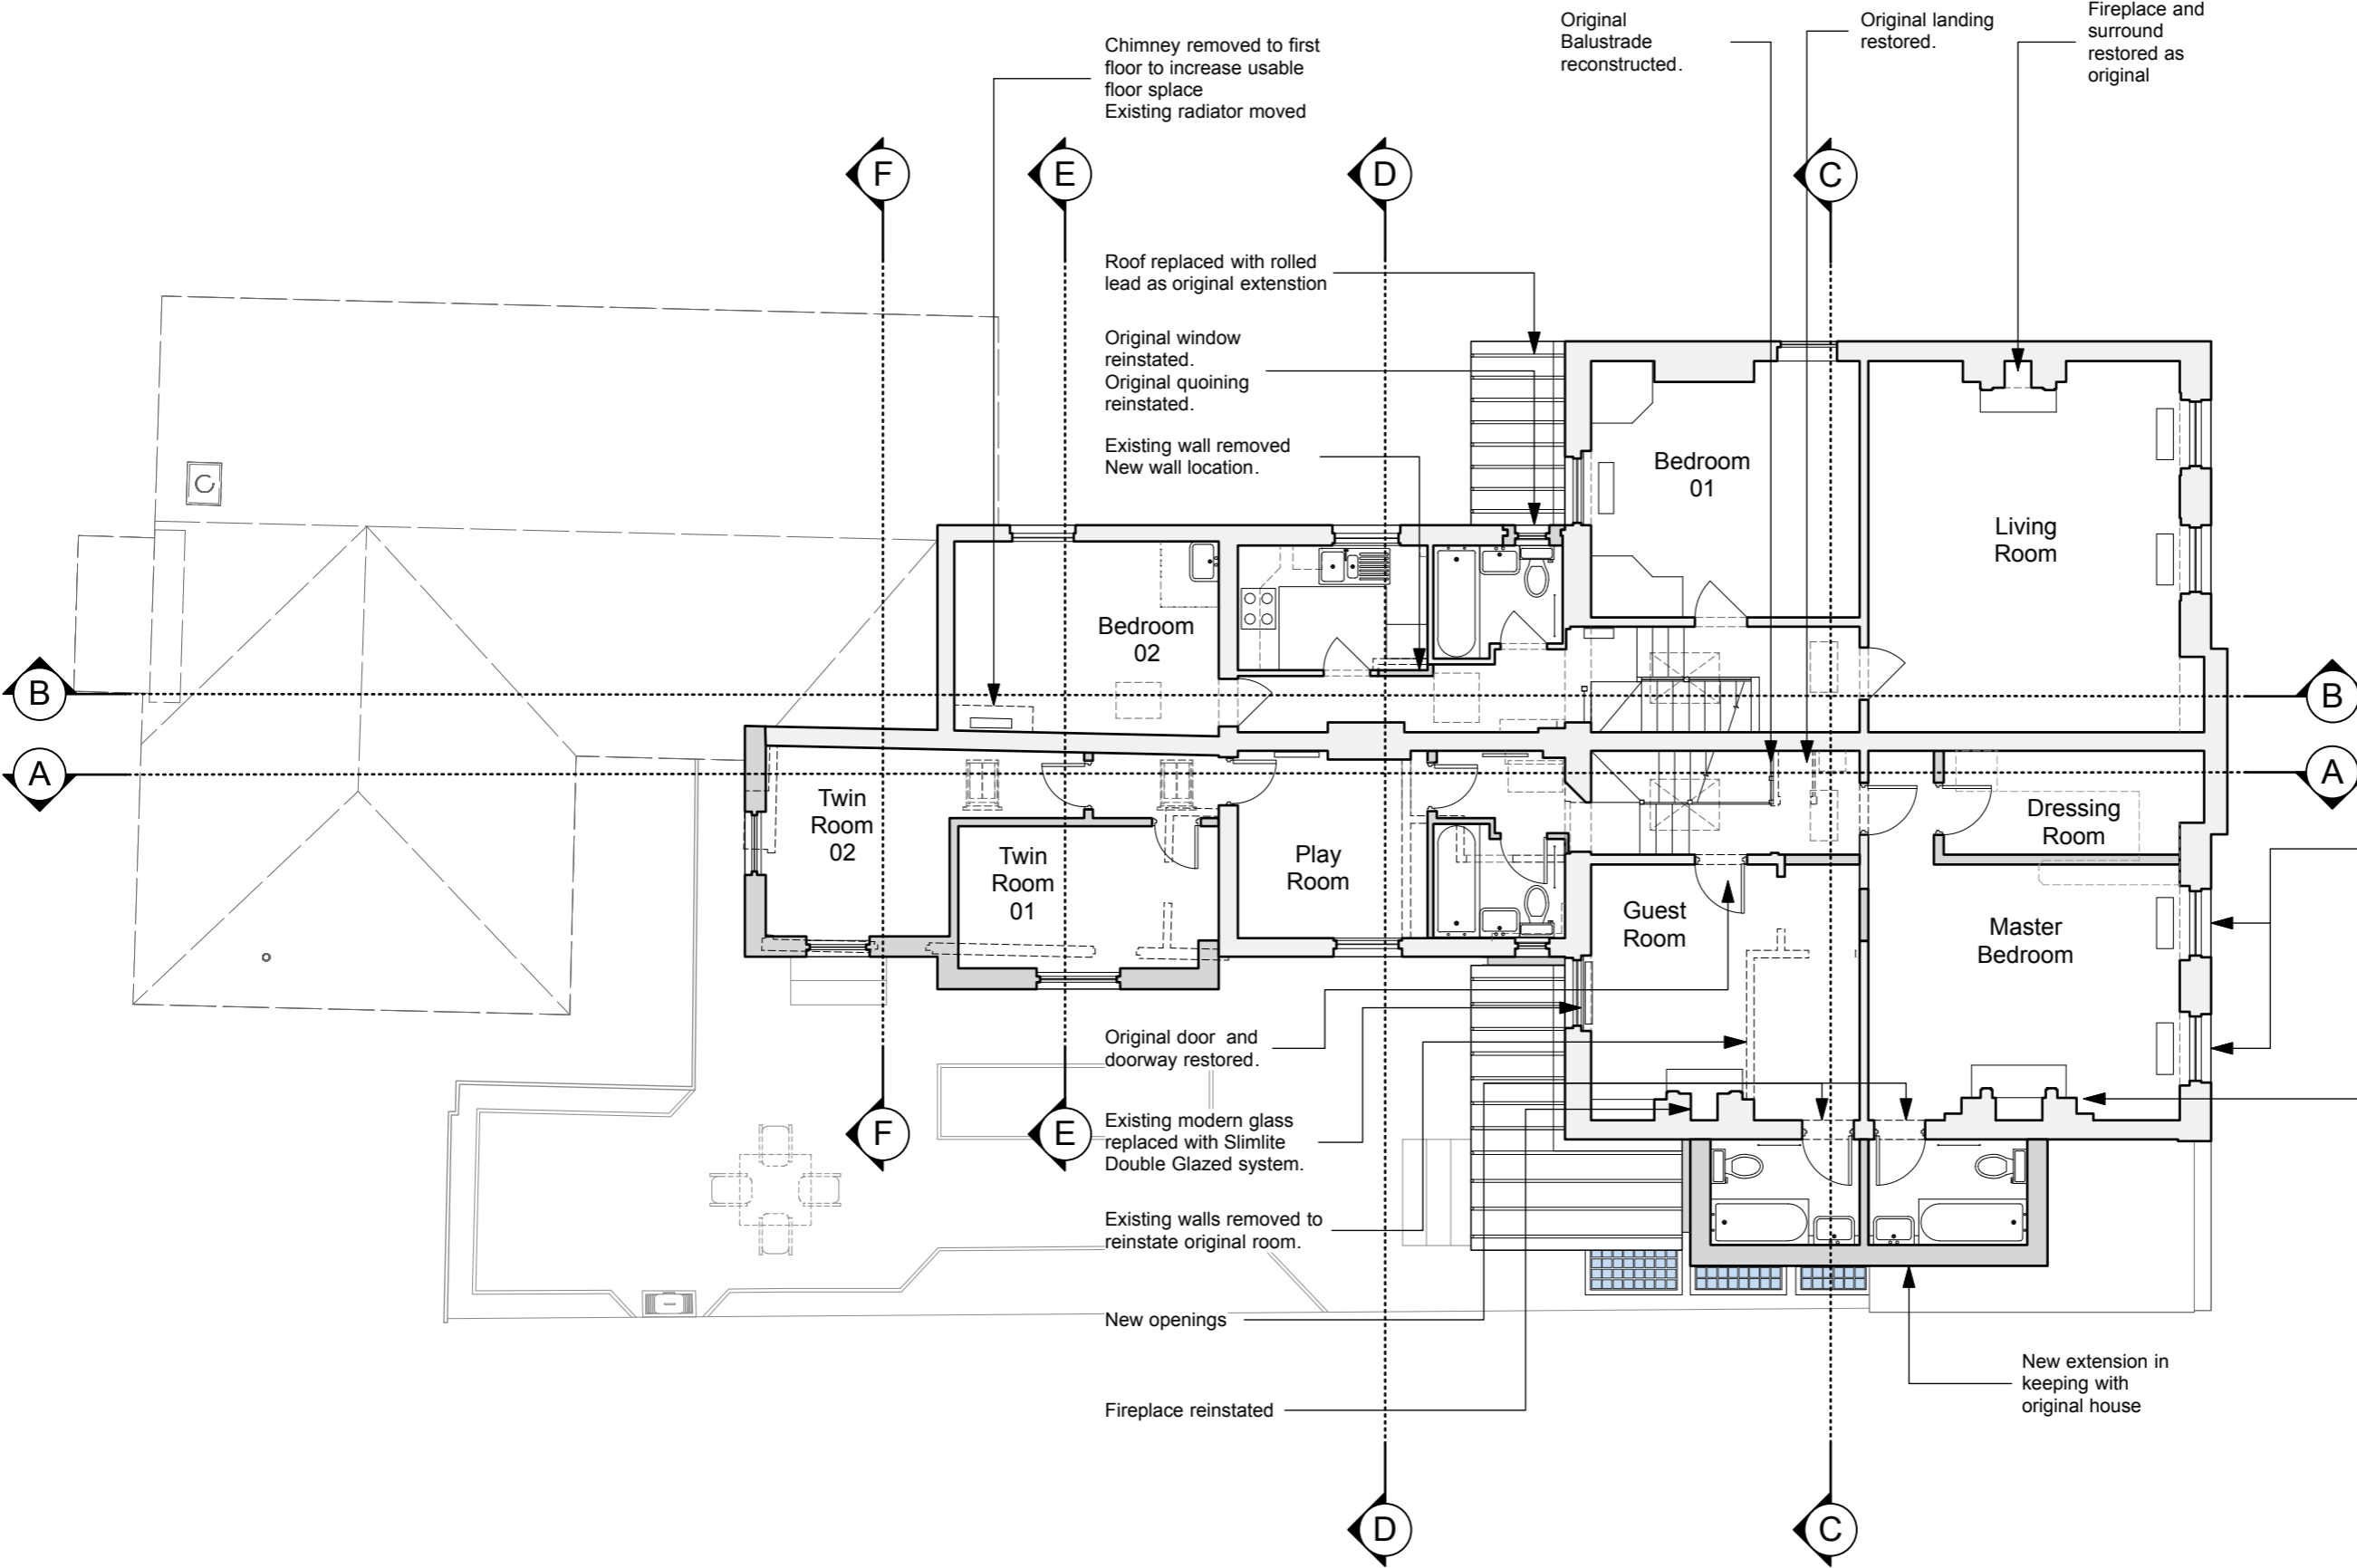 Fireplace and
surround
restored as
original
Original
Balustrade
reconstructed.
Original landing
restored.
Chimney removed to first
floor to increase usable
floor splace
Existing radiator moved
F
E
D
C
Roof replaced with rolled
lead as original extenstion
Original window
reinstated.
Original quoining
reinstated.
Existing wall removed
New wall location.
Bedroom
01
Living
Room
Bedroom
02
B
B
A
A
Twin
Room
02
Twin
Room
01
Play
Room
Guest
Room
Dressing
Room
Master
Bedroom
Original door and
doorway restored.
F
E
Existing modern glass
replaced with Slimlite
Double Glazed system.
Existing walls removed to
reinstate original room.
New openings
New extension in
keeping with
original house
Fireplace reinstated
D
C